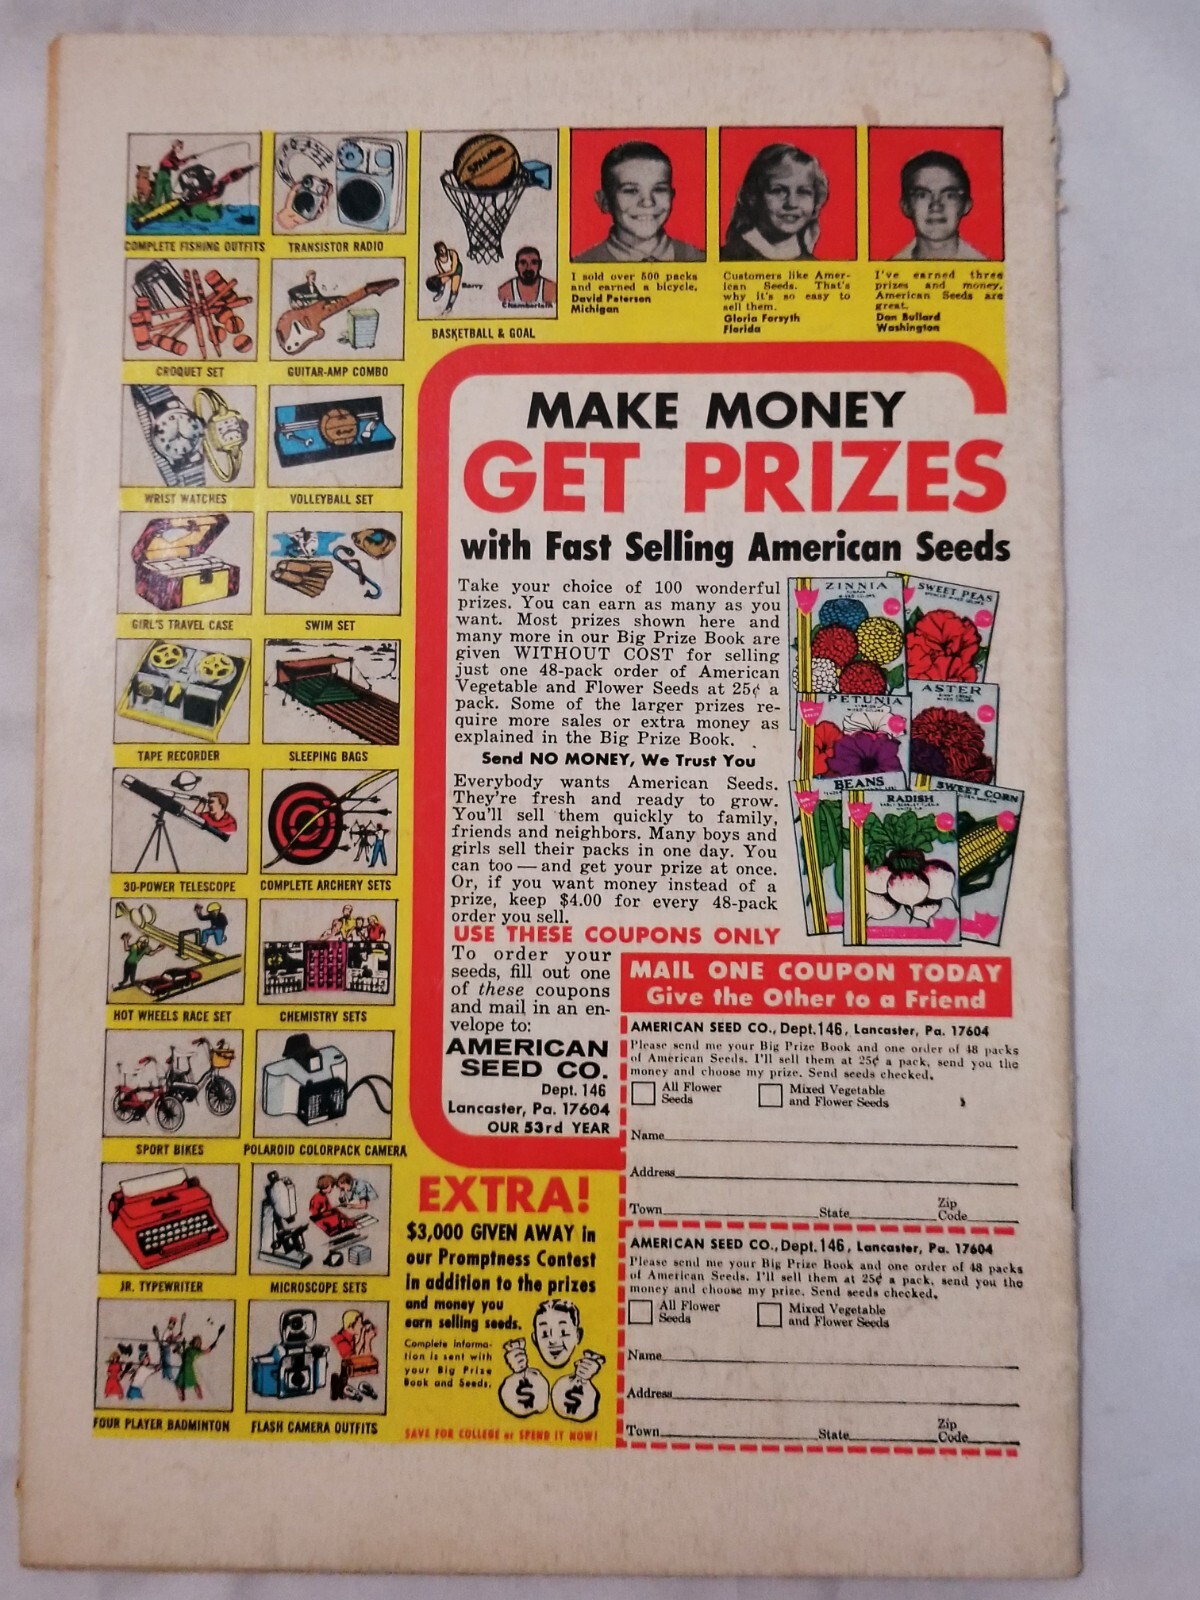 COMPLETE FISHING OUTFITS
TRANSISTOR RADIO
CROQUET SET
GUITAR-AMP COMBO
WRIST WATCHES
VOLLEYBALL SET
GIRL'S TRAVEL CASE
SWIM SET
TAPE RECORDER
SLEEPING BAGS
30-POWER TELESCOPE
COMPLETE ARCHERY SETS
HOT WHEELS RACE SET
CHEMISTRY SETS
SPORT BIKES
POLAROID COLORPACK CAMERA
JR. TYPEWRITER
MICROSCOPE SETS
FOUR PLAYER BADMINTON
FLASH CAMERA OUTFITS
SPALDING
Barry
Chamberlain
BASKETBALL & GOAL
I sold over 500 packs
and earned a bicycle.
David Peterson
Michigan
Customers like Amer-
ican Seeds. That's
why it's so easy to
sell them.
Gloria Forsyth
Florida
I've earned three
prizes and money.
American Seeds are
great.
Dan Bullard
Washington
MAKE MONEY
GET PRIZES
with Fast Selling American Seeds
Take your choice of 100 wonderful
prizes. You can earn as many as you
want. Most prizes shown here and
many more in our Big Prize Book are
given WITHOUT COST for selling
just one 48-pack order of American
Vegetable and Flower Seeds at 25¢ a
pack. Some of the larger prizes re-
quire more sales or extra money as
explained in the Big Prize Book.
Send NO MONEY, We Trust You
Everybody wants American Seeds.
They're fresh and ready to grow.
You'll sell them quickly to family,
friends and neighbors. Many boys and
girls sell their packs in one day. You
can too — and get your prize at once.
Or, if you want money instead of a
prize, keep $4.00 for every 48-pack
order you sell.
ZINNIA
SWEET PEAS
PETUNIA
ASTER
BEANS
RADISH
SWEET CORN
USE THESE COUPONS ONLY
To order your
seeds, fill out one
of these coupons
and mail in an en-
velope to:
AMERICAN
SEED CO.
Dept. 146
Lancaster, Pa. 17604
OUR 53rd YEAR
EXTRA!
$3,000 GIVEN AWAY in
our Promptness Contest
in addition to the prizes
and money you
earn selling seeds.
Complete informa-
tion is sent with
your Big Prize
Book and Seeds.
$ $
SAVE FOR COLLEGE or SPEND IT NOW!
MAIL ONE COUPON TODAY
Give the Other to a Friend
AMERICAN SEED CO., Dept. 146, Lancaster, Pa. 17604
Please send me your Big Prize Book and one order of 48 packs
of American Seeds. I'll sell them at 25¢ a pack, send you the
money and choose my prize. Send seeds checked.
All Flower
Seeds
Mixed Vegetable
and Flower Seeds
Name
Address
Town State Zip Code
AMERICAN SEED CO., Dept. 146, Lancaster, Pa. 17604
Please send me your Big Prize Book and one order of 48 packs
of American Seeds. I'll sell them at 25¢ a pack, send you the
money and choose my prize. Send seeds checked.
All Flower
Seeds
Mixed Vegetable
and Flower Seeds
Name
Address
Town State Zip Code